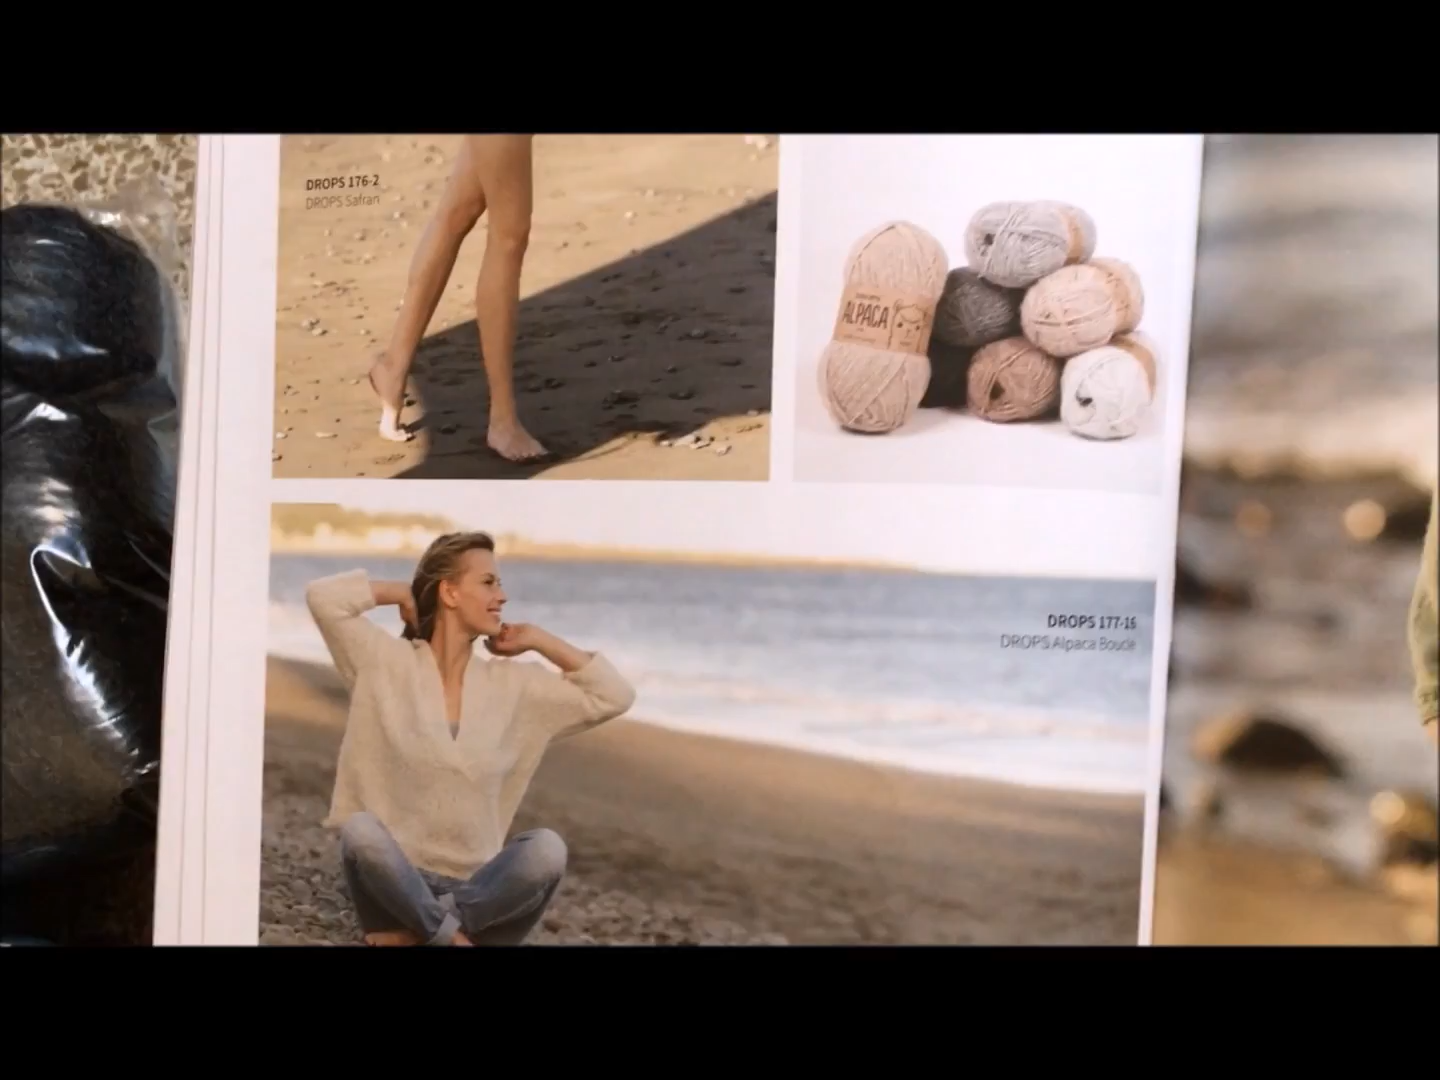 DROPS 176-2
DROPS Safran
ALPACA
DROPS 177-16
DROPS Alpaca Bouclé